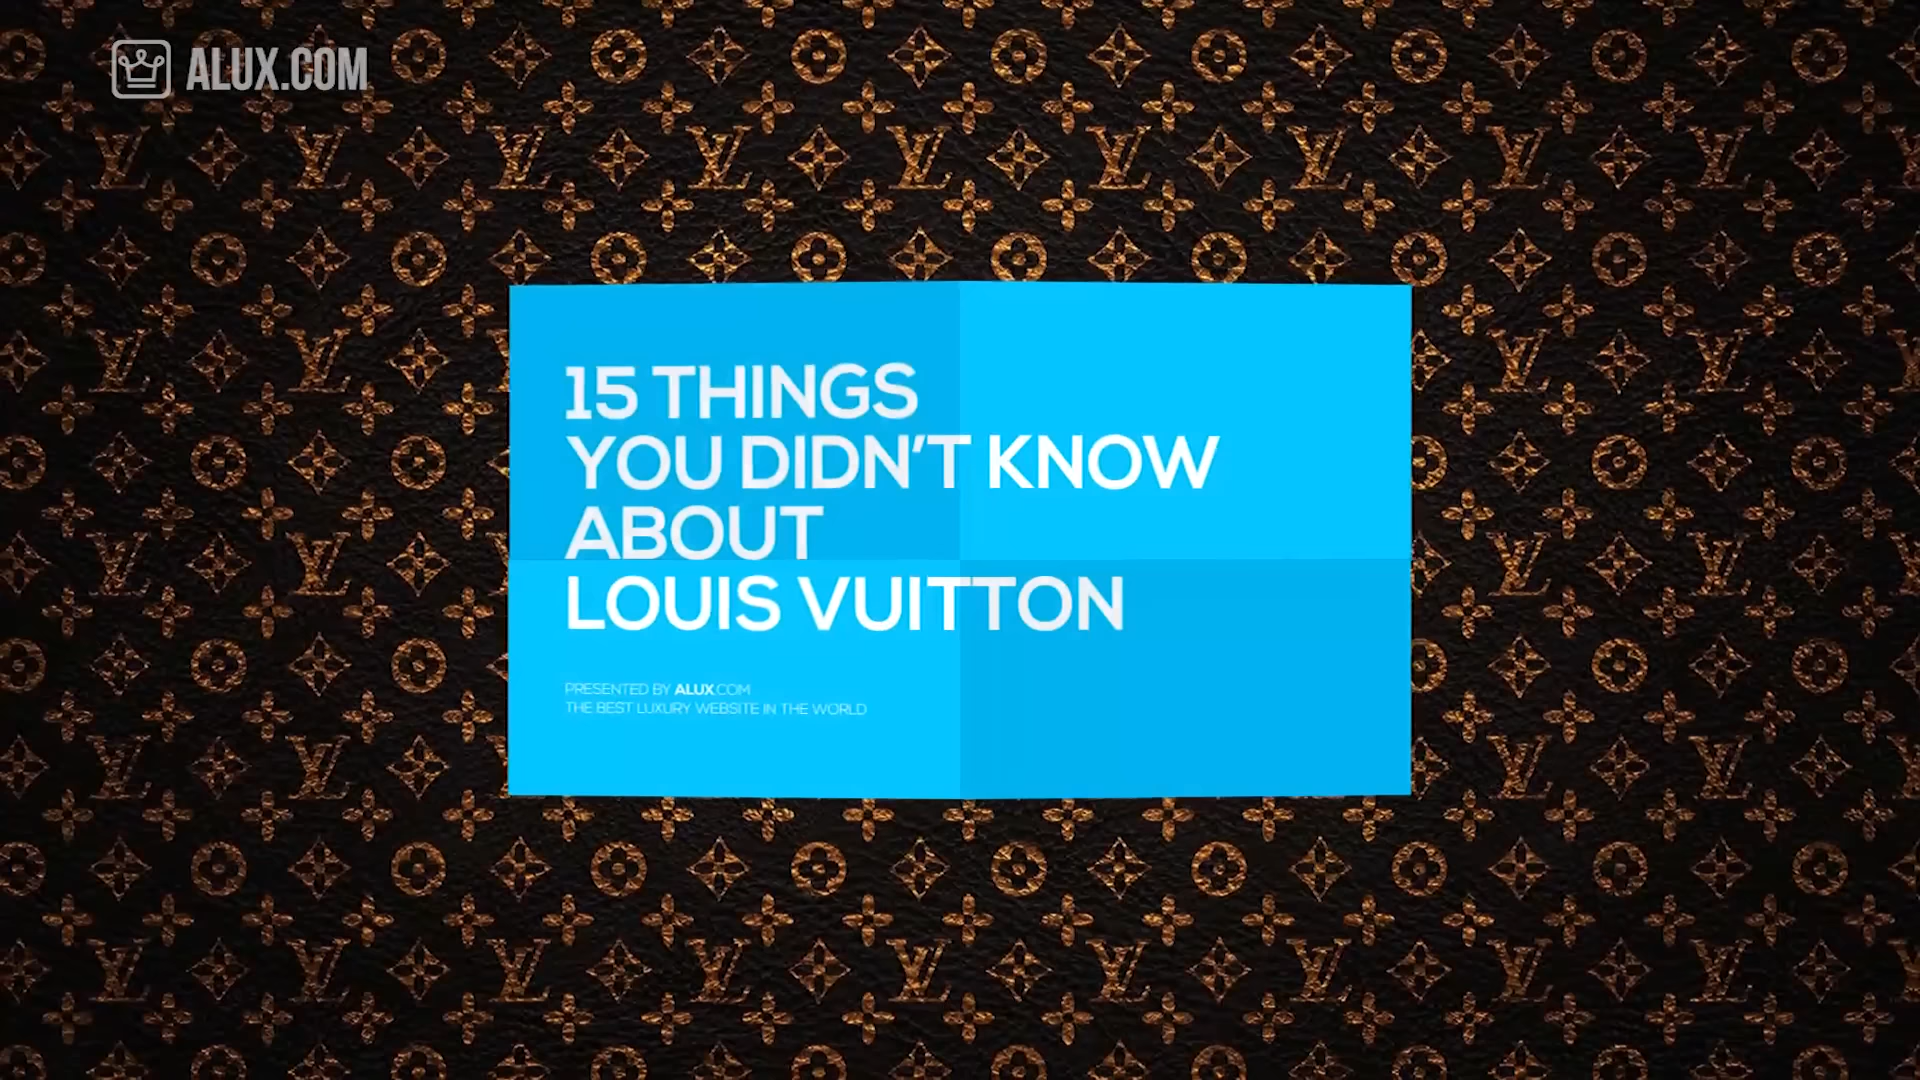 ALUX.COM
15 THINGS
YOU DIDN'T KNOW
ABOUT
LOUIS VUITTON
PRESENTED BY ALUX.COM
THE BEST LUXURY WEBSITE IN THE WORLD